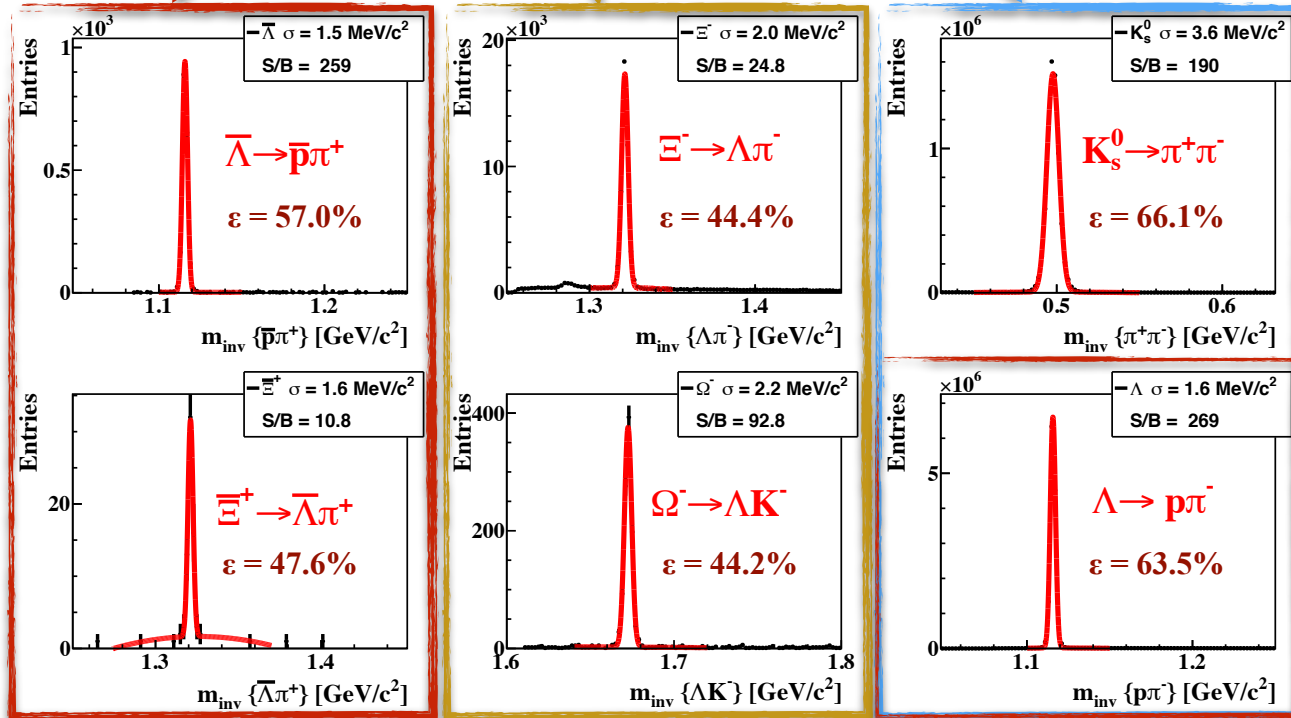 ×10³
Λ̅ σ = 1.5 MeV/c²
S/B = 259
Entries
1
0.5
0
Λ̅→p̅π⁺
ε = 57.0%
1.1
1.2
m_inv {p̅π⁺} [GeV/c²]
×10³
Ξ⁻ σ = 2.0 MeV/c²
S/B = 24.8
Entries
20
10
0
Ξ⁻→Λπ⁻
ε = 44.4%
1.3
1.4
m_inv {Λπ⁻} [GeV/c²]
×10⁶
K⁰ₛ σ = 3.6 MeV/c²
S/B = 190
Entries
1
0
K⁰ₛ→π⁺π⁻
ε = 66.1%
0.5
0.6
m_inv {π⁺π⁻} [GeV/c²]
Ξ̅⁺ σ = 1.6 MeV/c²
S/B = 10.8
Entries
20
0
Ξ̅⁺→Λ̅π⁺
ε = 47.6%
1.3
1.4
m_inv {Λ̅π⁺} [GeV/c²]
Ω⁻ σ = 2.2 MeV/c²
S/B = 92.8
Entries
400
200
0
Ω⁻→ΛK⁻
ε = 44.2%
1.6
1.7
1.8
m_inv {ΛK⁻} [GeV/c²]
×10⁶
Λ σ = 1.6 MeV/c²
S/B = 269
Entries
5
0
Λ→ pπ⁻
ε = 63.5%
1.1
1.2
m_inv {pπ⁻} [GeV/c²]